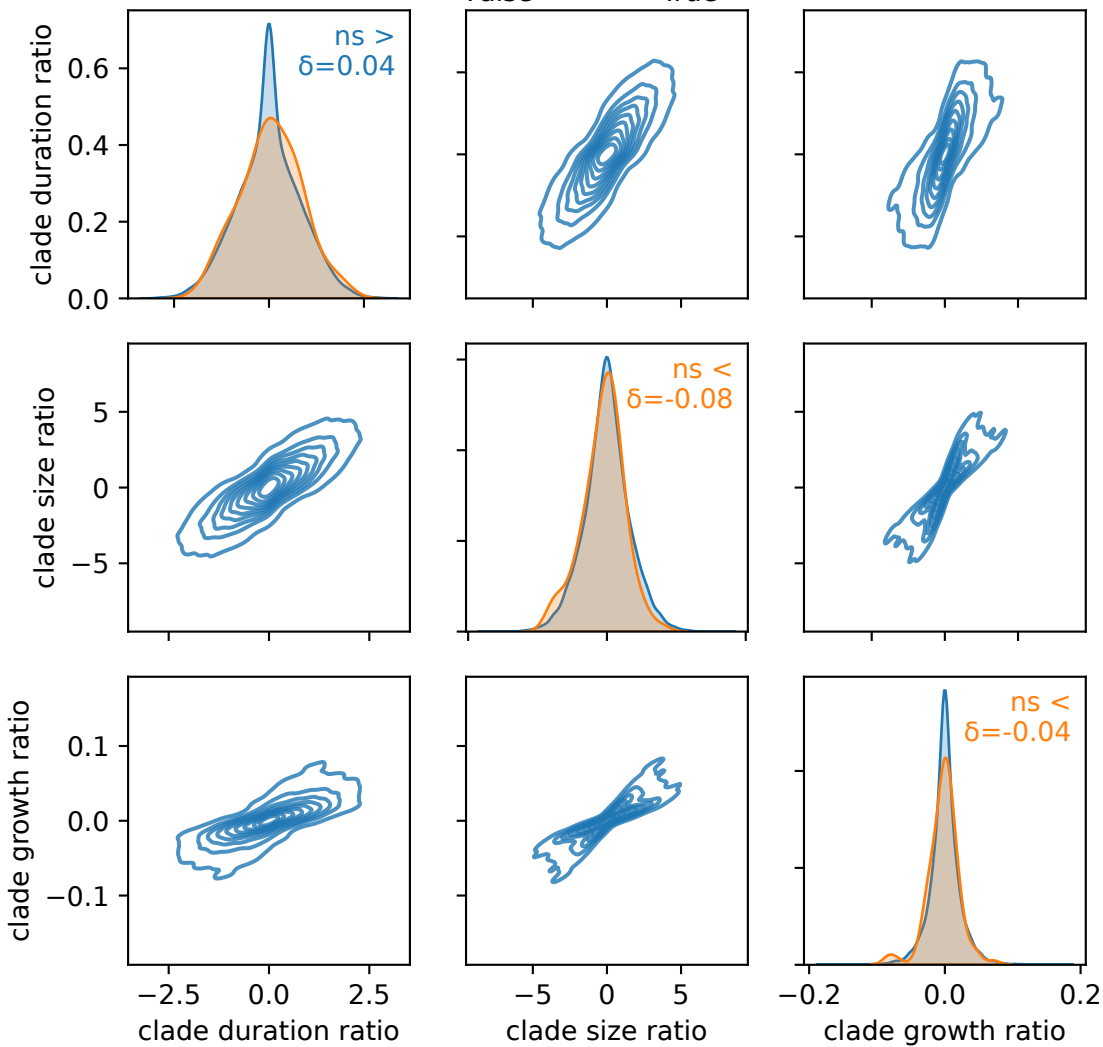 clade duration ratio
0.6
0.4
0.2
0.0
ns >
δ=0.04
clade size ratio
5
0
−5
ns <
δ=-0.08
clade growth ratio
0.1
0.0
−0.1
ns <
δ=-0.04
−2.5 0.0 2.5
−5 0 5
−0.2 0.0 0.2
clade duration ratio
clade size ratio
clade growth ratio